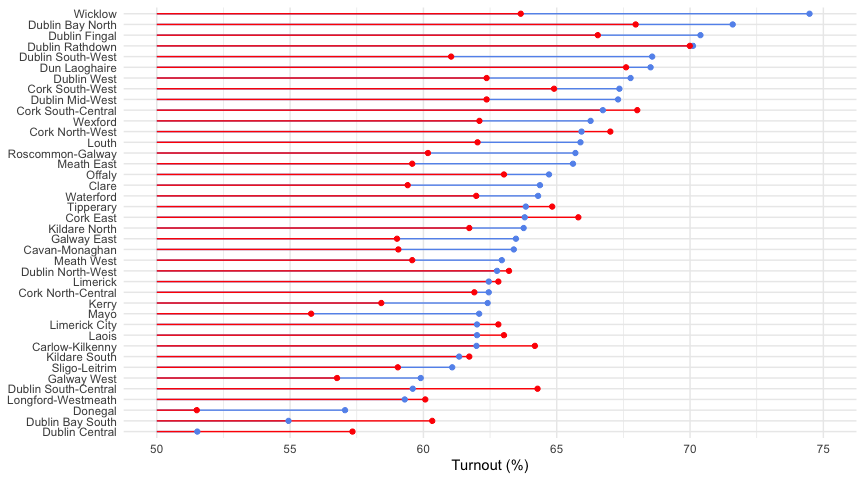 Wicklow
Dublin Bay North
Dublin Fingal
Dublin Rathdown
Dublin South-West
Dun Laoghaire
Dublin West
Cork South-West
Dublin Mid-West
Cork South-Central
Wexford
Cork North-West
Louth
Roscommon-Galway
Meath East
Offaly
Clare
Waterford
Tipperary
Cork East
Kildare North
Galway East
Cavan-Monaghan
Meath West
Dublin North-West
Limerick
Cork North-Central
Kerry
Mayo
Limerick City
Laois
Carlow-Kilkenny
Kildare South
Sligo-Leitrim
Galway West
Dublin South-Central
Longford-Westmeath
Donegal
Dublin Bay South
Dublin Central
50 55 60 65 70 75
Turnout (%)